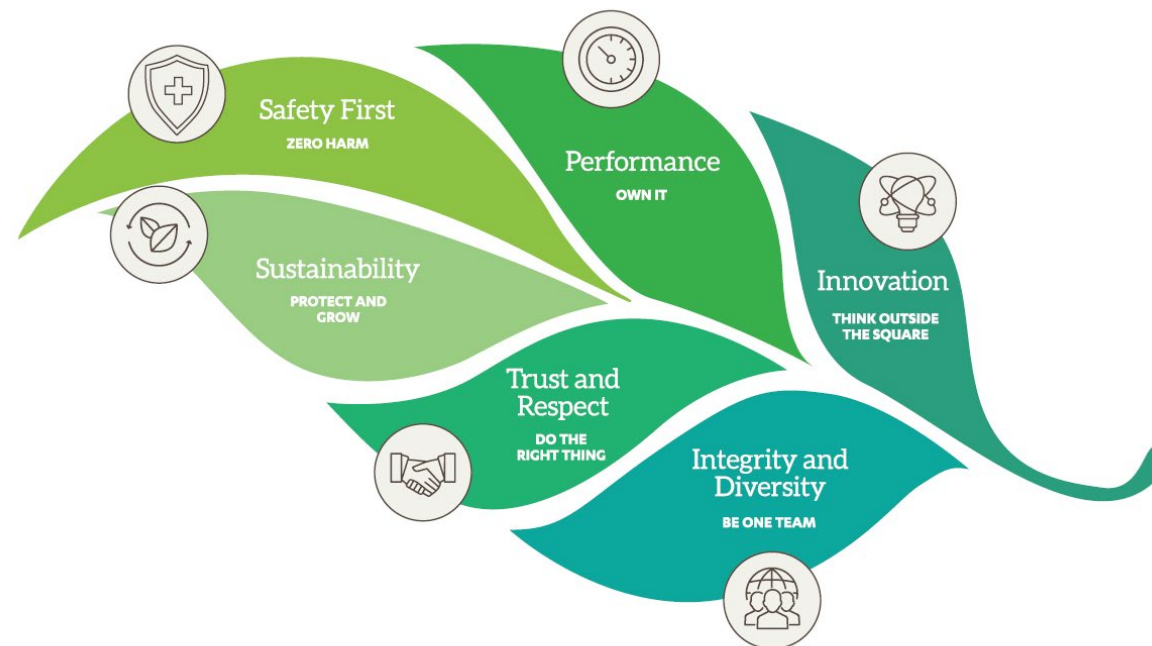 Safety First
ZERO HARM
Performance
OWN IT
Innovation
THINK OUTSIDE
THE SQUARE
Sustainability
PROTECT AND
GROW
Trust and
Respect
DO THE
RIGHT THING
Integrity and
Diversity
BE ONE TEAM